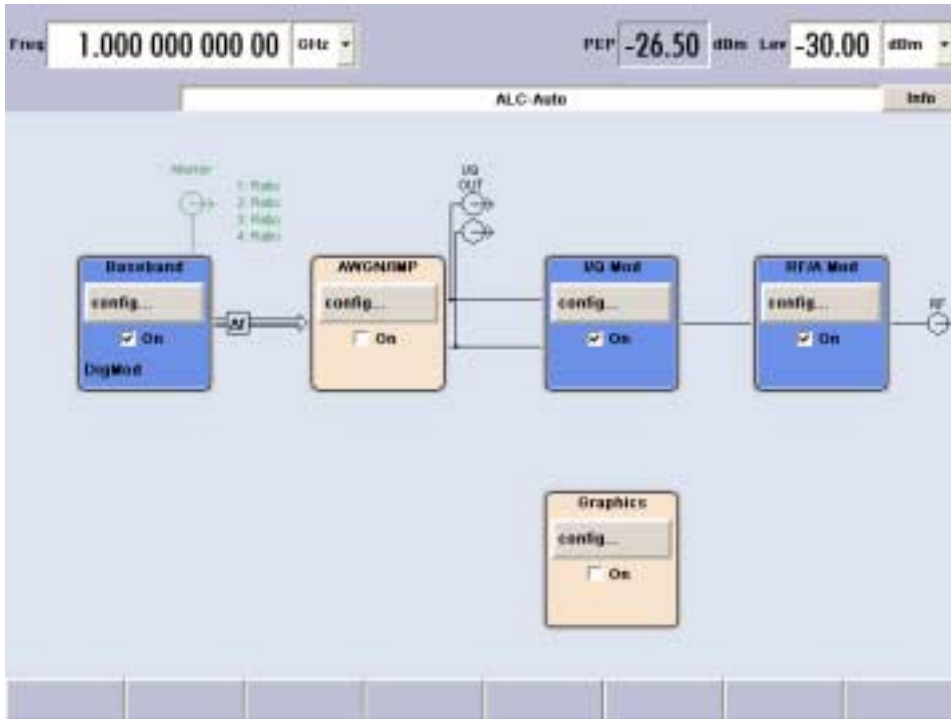 Freq 1.000 000 000 00 GHz PEP -26.50 dBm Lev -30.00 dBm
ALC-Auto Info
Marker
1: Ratio
2: Ratio
3: Ratio
4: Ratio
I/Q
OUT
Baseband AWGN/IMP I/Q Mod RF/A Mod
config... config... config... config... RF
On On On On
DigMod
Graphics
config...
On